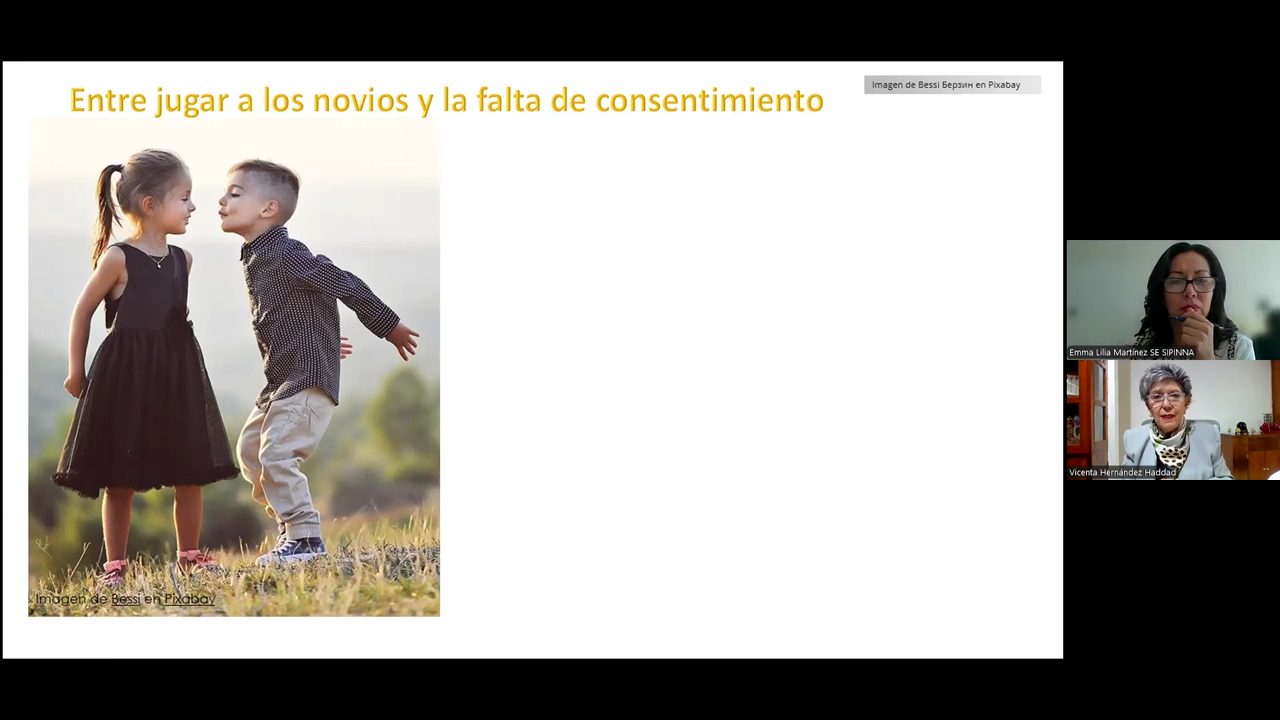 Entre jugar a los novios y la falta de consentimiento
Imagen de Bessi Берзин en Pixabay
Imagen de Bessi en Pixabay
Emma Lilia Martínez SE SIPINNA
Vicenta Hernández Haddad